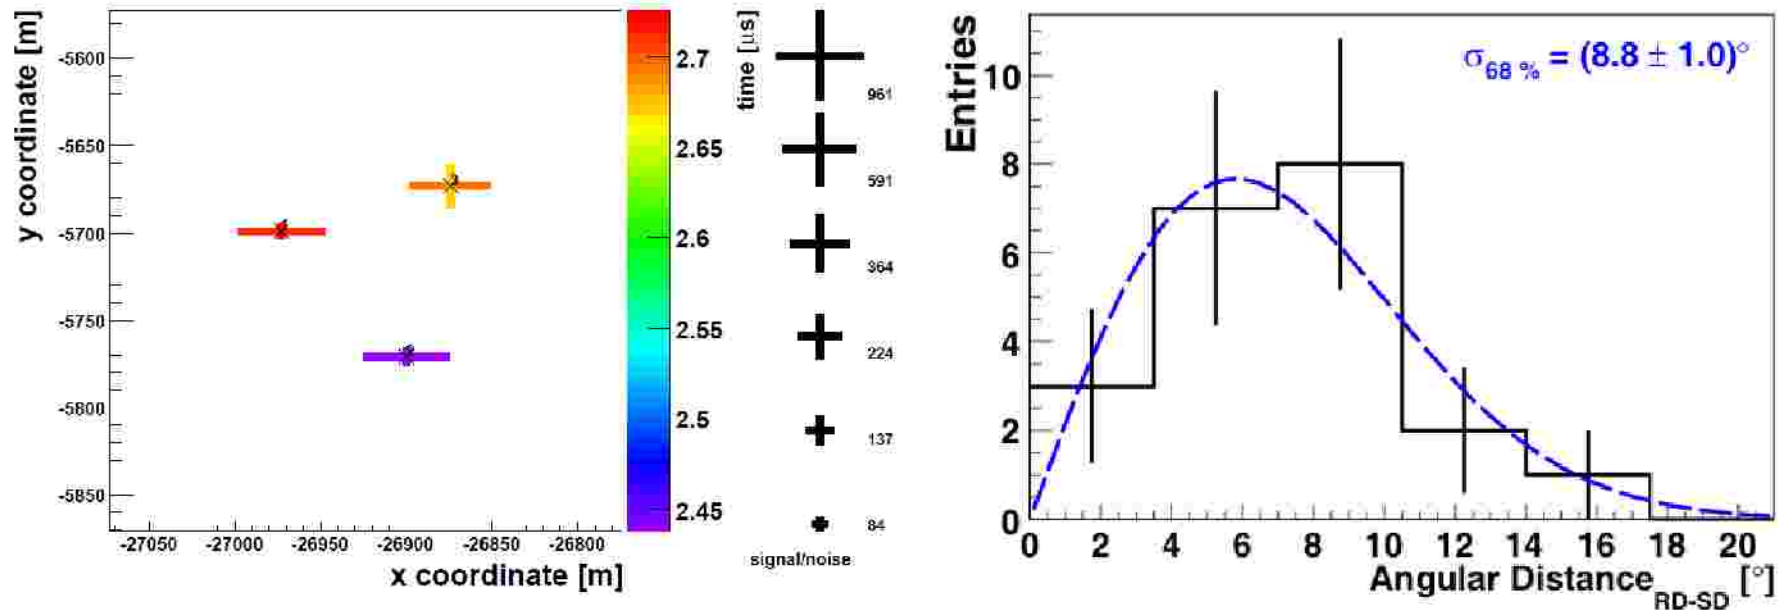 y coordinate [m]
-5600
-5650
-5700
-5750
-5800
-5850
-27050 -27000 -26950 -26900 -26850 -26800
x coordinate [m]
time [μs]
2.7
2.65
2.6
2.55
2.5
2.45
961
591
364
224
137
84
signal/noise
Entries
10
8
6
4
2
0
σ68 % = (8.8 ± 1.0)°
0 2 4 6 8 10 12 14 16 18 20
Angular DistanceRD-SD [°]